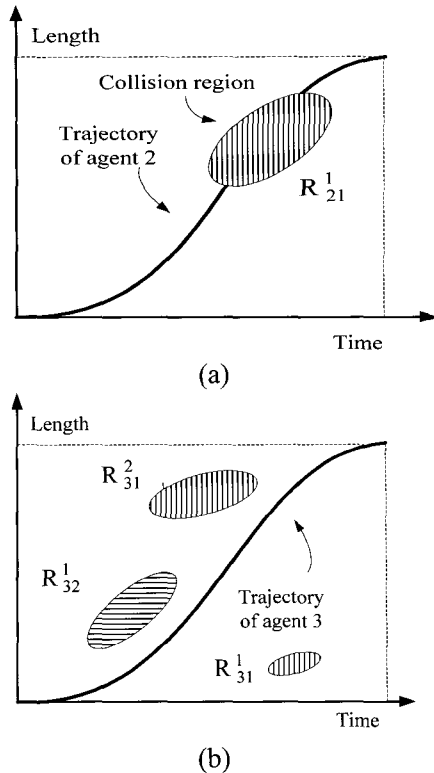 Length
Collision region
Trajectory
of agent 2
R 1 21
Time
(a)
Length
R 2 31
R 1 32
Trajectory
of agent 3
R 1 31
Time
(b)